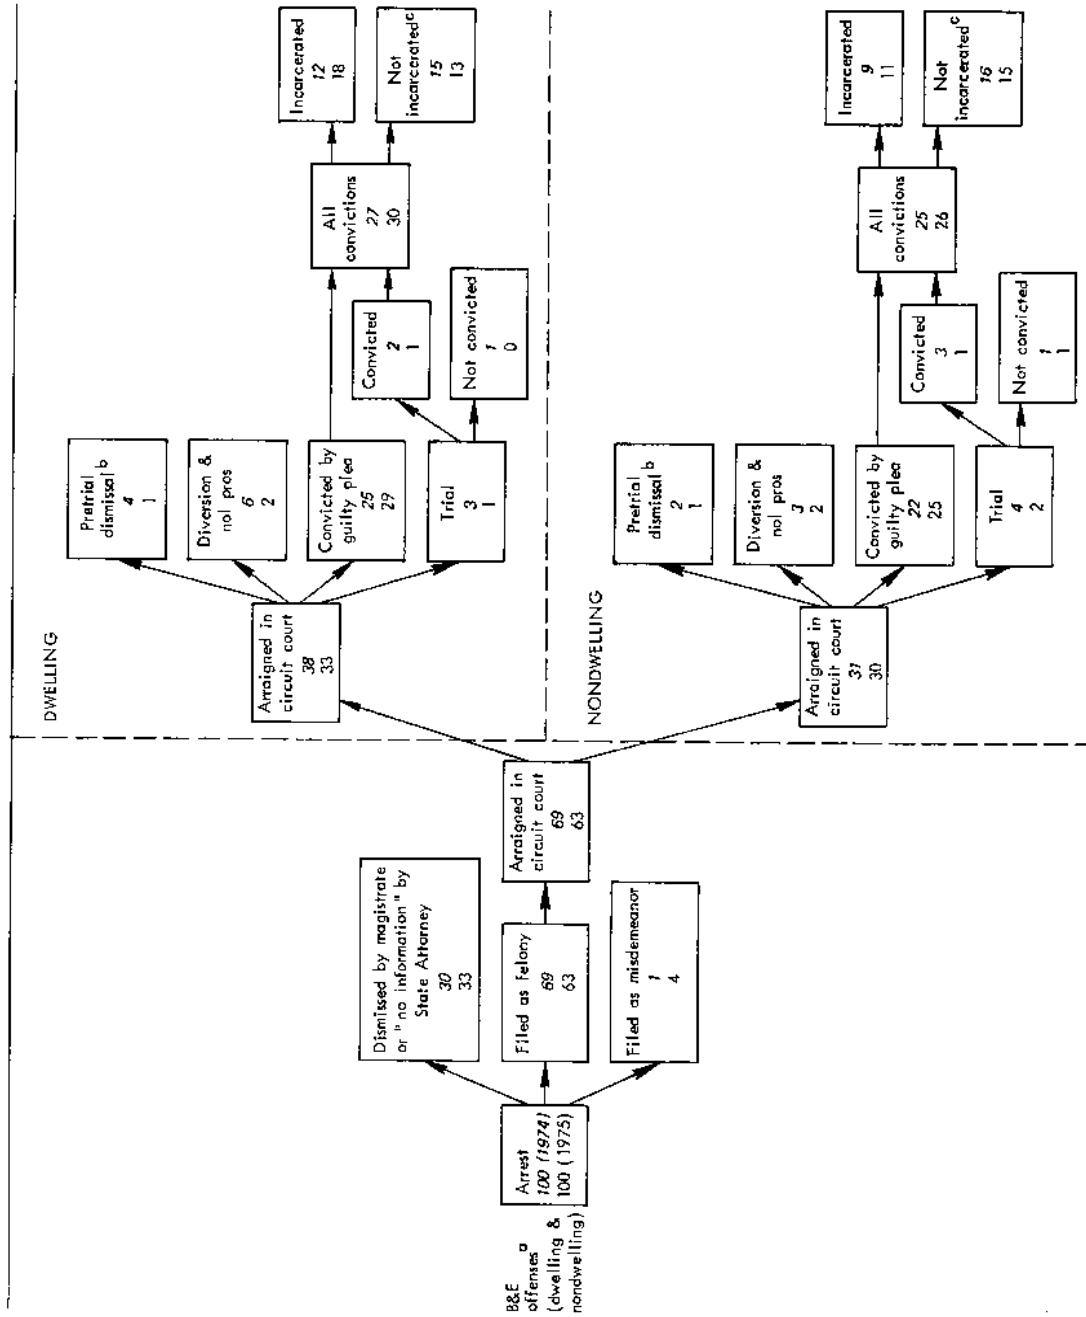 B&E
offenses a
(dwelling &
nondwelling)
Arrest
100 (1974)
100 (1975)
Dismissed by magistrate
or "no information" by
State Attorney
30
33
Filed as felony
69
63
Filed as misdemeanor
1
4
Arraigned in
circuit court
69
63
DWELLING
Arraigned in
circuit court
38
33
Pretrial
dismissal b
4
1
Diversion &
nol pros
6
2
Convicted by
guilty plea
25
29
Trial
3
1
Convicted
2
1
Not convicted
1
0
All
convictions
27
30
Incarcerated
12
18
Not
incarcerated c
15
13
NONDWELLING
Arraigned in
circuit court
31
30
Pretrial
dismissal b
2
1
Diversion &
nol pros
3
2
Convicted by
guilty plea
22
25
Trial
4
2
Convicted
3
1
Not convicted
1
1
All
convictions
25
26
Incarcerated
9
11
Not
incarcerated c
16
15